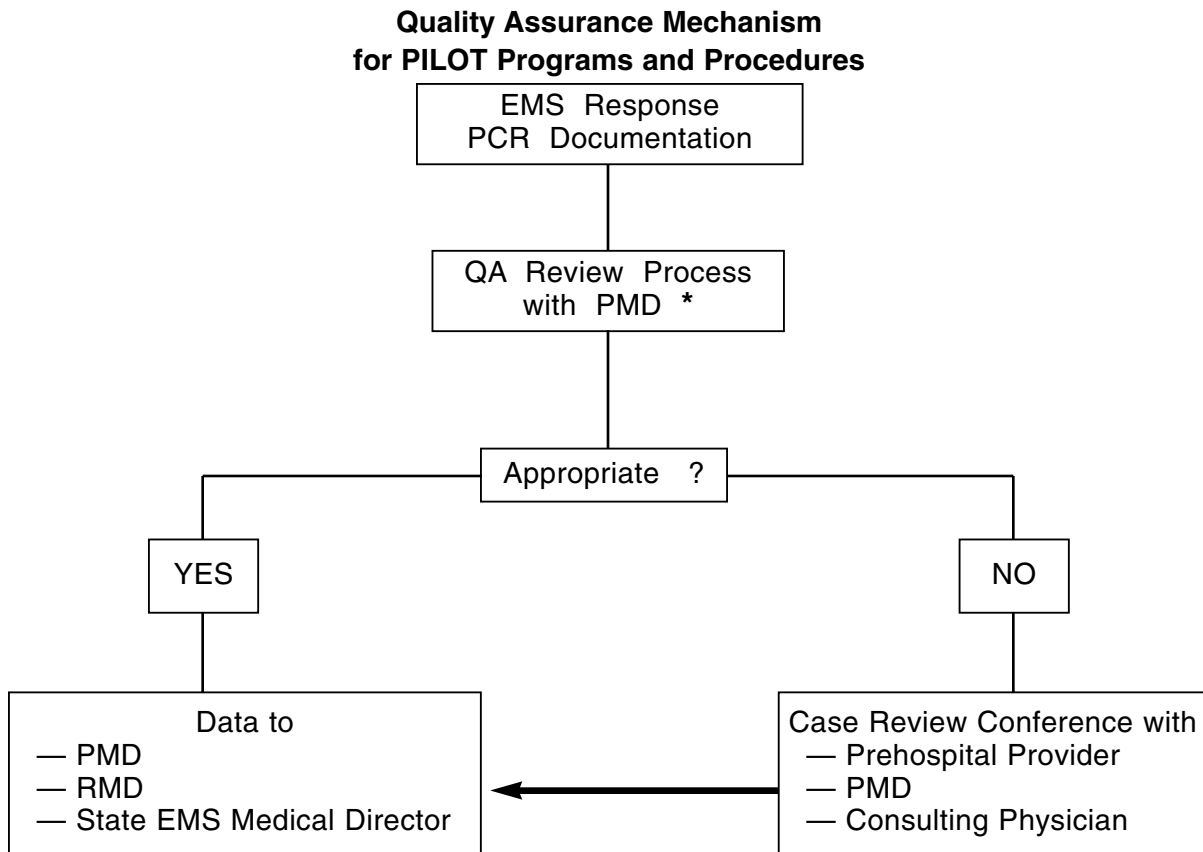 Quality Assurance Mechanism
for PILOT Programs and Procedures
EMS Response
PCR Documentation
QA Review Process
with PMD *
Appropriate ?
YES
NO
Data to
— PMD
— RMD
— State EMS Medical Director
Case Review Conference with
— Prehospital Provider
— PMD
— Consulting Physician